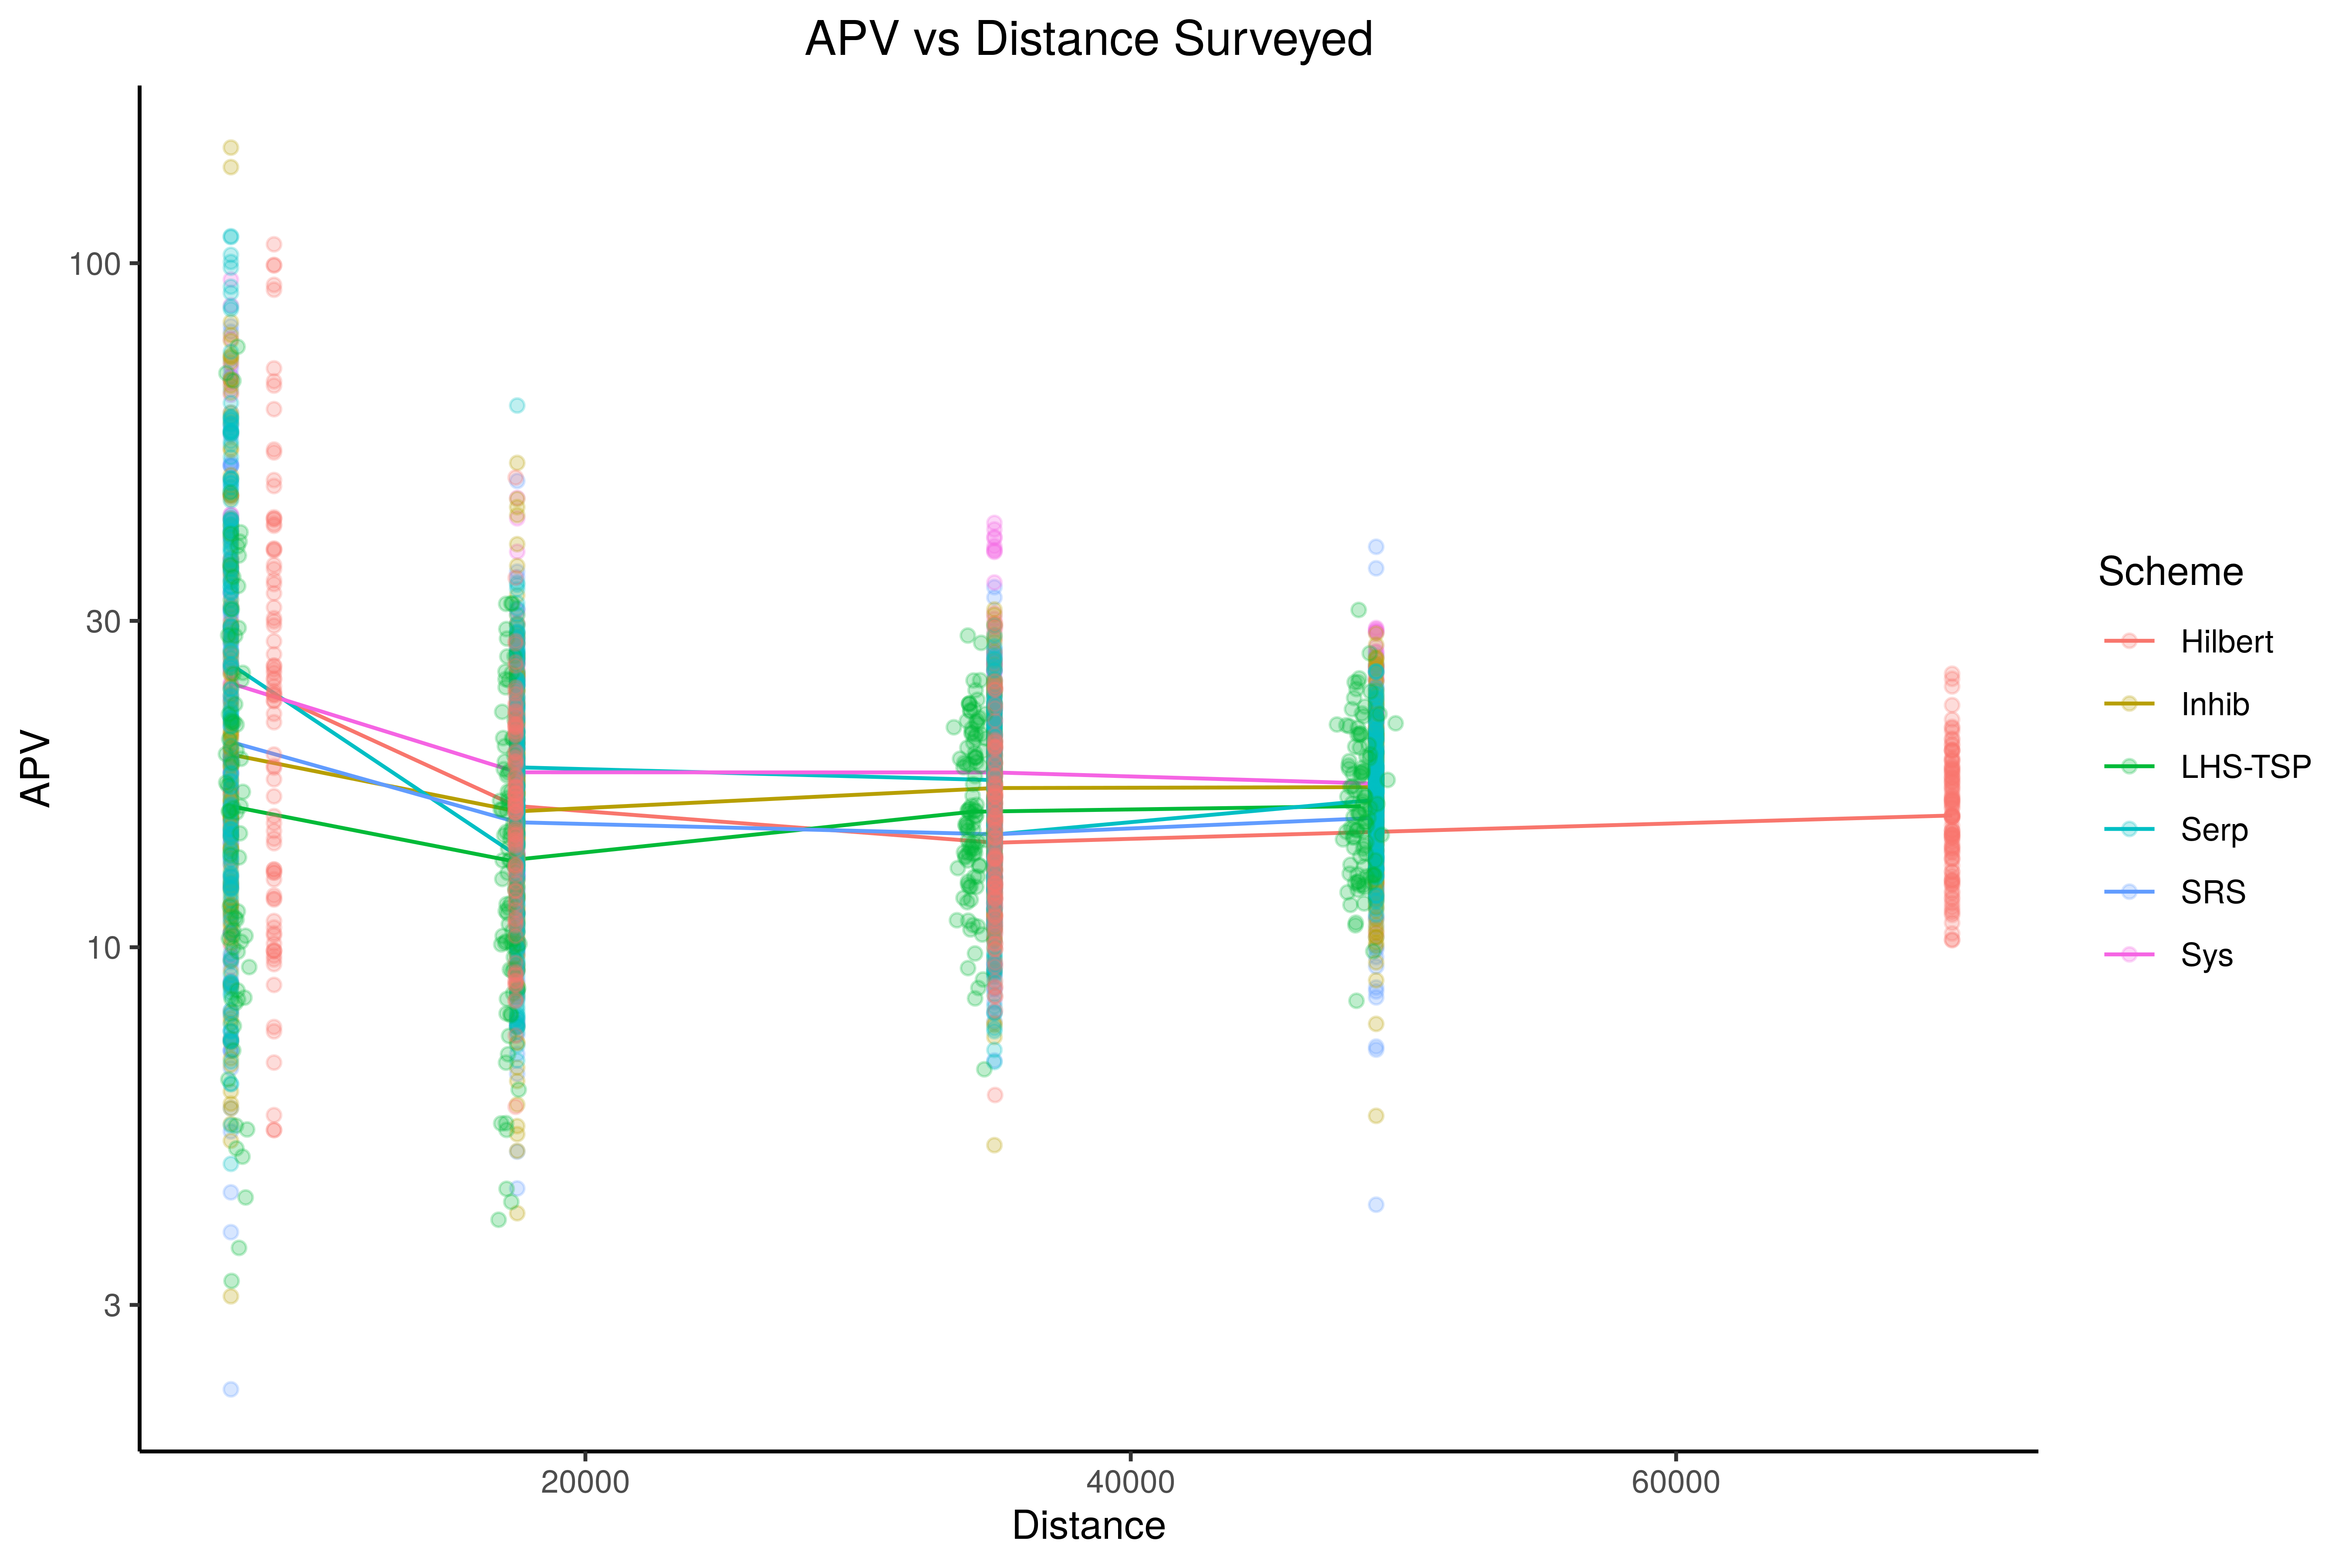 APV vs Distance Surveyed
APV
100
30
10
3
20000 40000 60000
Distance
Scheme
Hilbert
Inhib
LHS-TSP
Serp
SRS
Sys